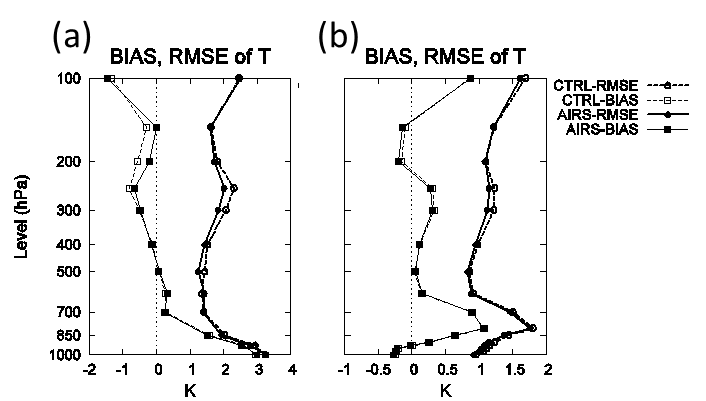 (a) (b)
BIAS, RMSE of T BIAS, RMSE of T
100 100
CTRL-RMSE
CTRL-BIAS
AIRS-RMSE
AIRS-BIAS
200 200
Level (hPa)
300 300
400 400
500 500
700 700
850 850
1000 1000
-2 -1 0 1 2 3 4 -1 -0.5 0 0.5 1 1.5 2
K K